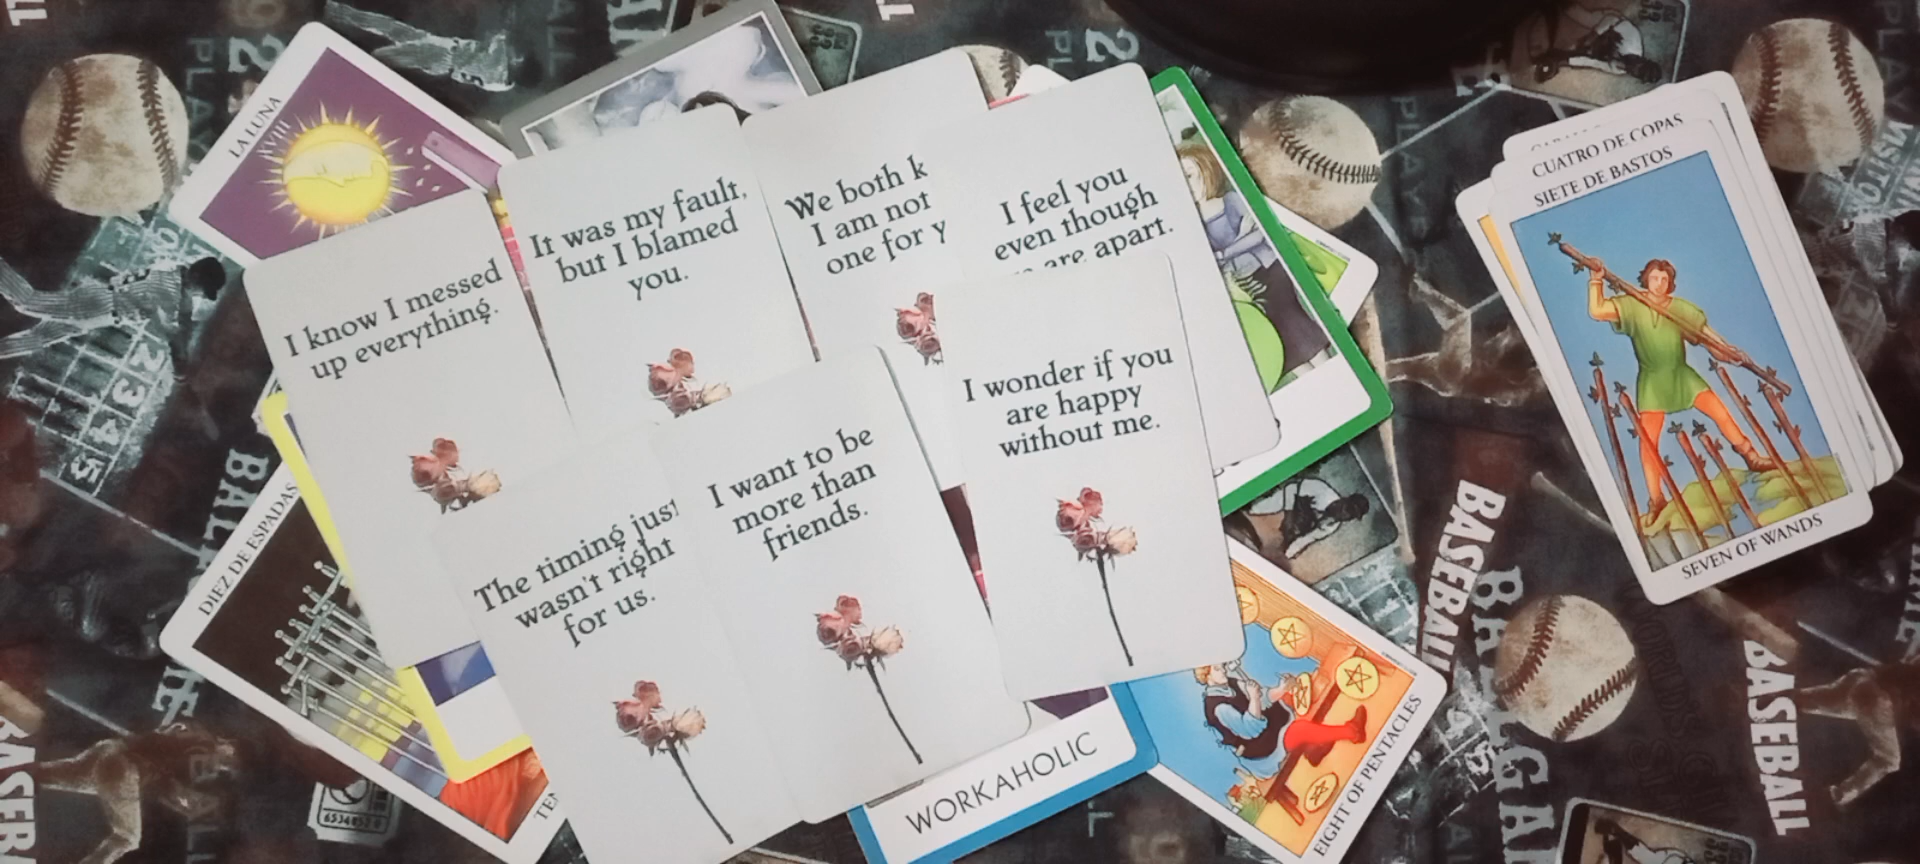 LA LUNA
XVIII
I know I messed
up everything.
It was my fault,
but I blamed
you.
We both k
I am not
one for y
I feel you
even though
are apart.
CUATRO DE COPAS
SIETE DE BASTOS
SEVEN OF WANDS
I wonder if you
are happy
without me.
I want to be
more than
friends.
The timing just
wasn't right
for us.
DIEZ DE ESPADAS
TEN
WORKAHOLIC
EIGHT OF PENTACLES
BASEBALL
BASEBALL